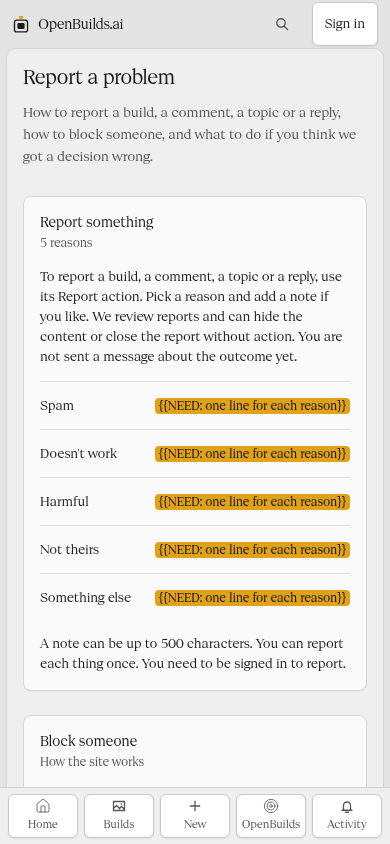 OpenBuilds.ai
Sign in
Report a problem
How to report a build, a comment, a topic or a reply,
how to block someone, and what to do if you think we
got a decision wrong.
Report something
5 reasons
To report a build, a comment, a topic or a reply, use
its Report action. Pick a reason and add a note if
you like. We review reports and can hide the
content or close the report without action. You are
not sent a message about the outcome yet.
Spam {{NEED: one line for each reason}}
Doesn't work {{NEED: one line for each reason}}
Harmful {{NEED: one line for each reason}}
Not theirs {{NEED: one line for each reason}}
Something else {{NEED: one line for each reason}}
A note can be up to 500 characters. You can report
each thing once. You need to be signed in to report.
Block someone
How the site works
Home Builds New OpenBuilds Activity